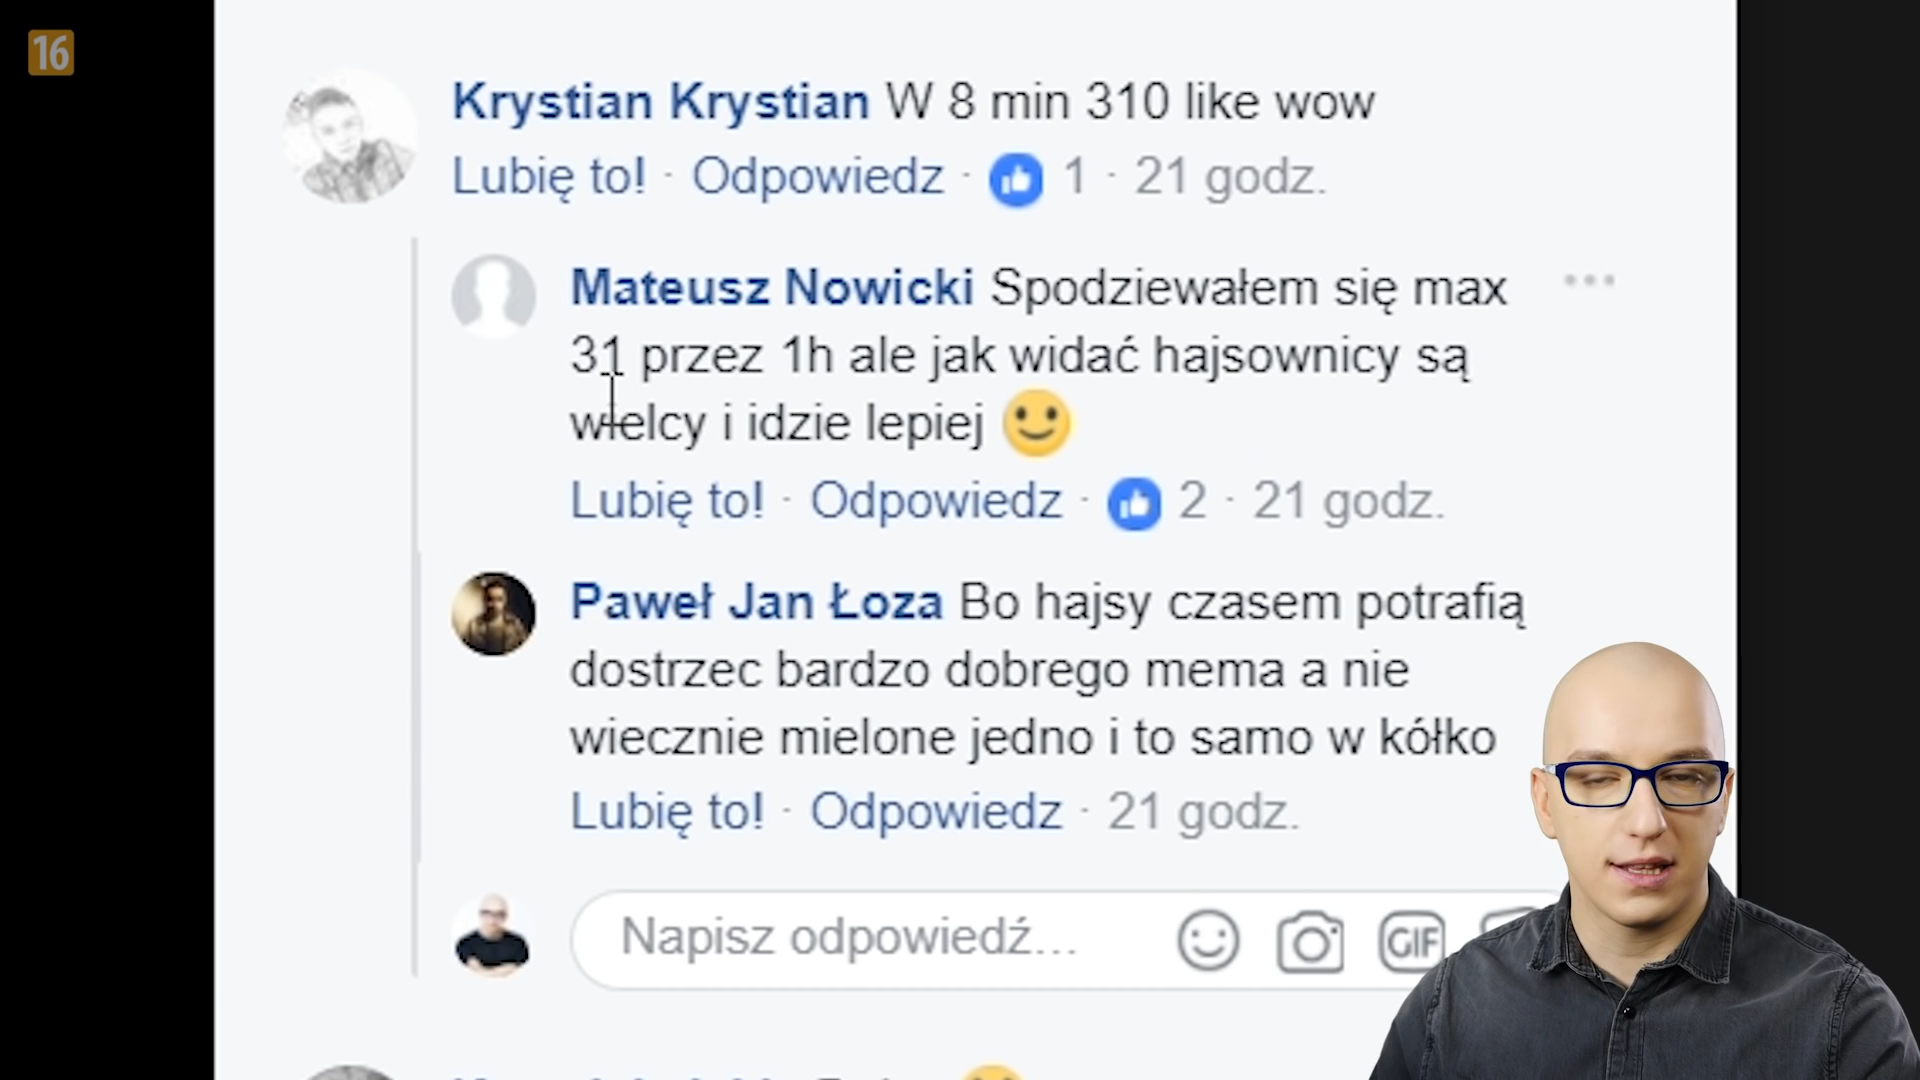 16
Krystian Krystian W 8 min 310 like wow
Lubię to! · Odpowiedz · 1 · 21 godz.
Mateusz Nowicki Spodziewałem się max
31 przez 1h ale jak widać hajsownicy są
wielcy i idzie lepiej 🙂
Lubię to! · Odpowiedz · 2 · 21 godz.
Paweł Jan Łoza Bo hajsy czasem potrafią
dostrzec bardzo dobrego mema a nie
wiecznie mielone jedno i to samo w kółko
Lubię to! · Odpowiedz · 21 godz.
Napisz odpowiedź...
GIF